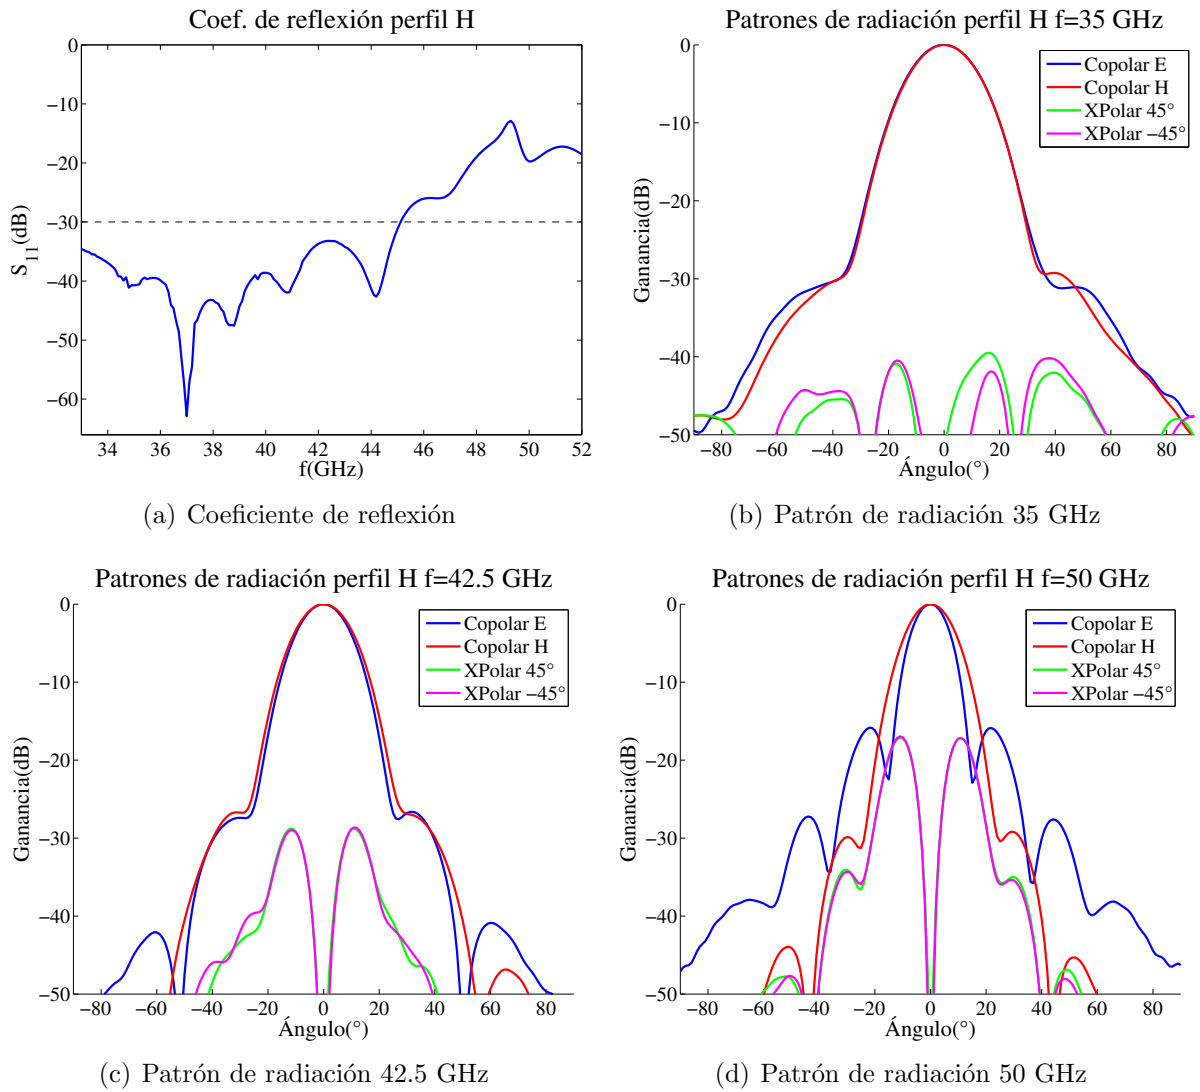 Coef. de reflexión perfil H
0
−10
−20
−30
−40
−50
−60
S11(dB)
34 36 38 40 42 44 46 48 50 52
f(GHz)
(a) Coeficiente de reflexión
Patrones de radiación perfil H f=35 GHz
0
−10
−20
−30
−40
−50
Ganancia(dB)
Copolar E
Copolar H
XPolar 45°
XPolar −45°
−80 −60 −40 −20 0 20 40 60 80
Ángulo(°)
(b) Patrón de radiación 35 GHz
Patrones de radiación perfil H f=42.5 GHz
0
−10
−20
−30
−40
−50
Ganancia(dB)
Copolar E
Copolar H
XPolar 45°
XPolar −45°
−80 −60 −40 −20 0 20 40 60 80
Ángulo(°)
(c) Patrón de radiación 42.5 GHz
Patrones de radiación perfil H f=50 GHz
0
−10
−20
−30
−40
−50
Ganancia(dB)
Copolar E
Copolar H
XPolar 45°
XPolar −45°
−80 −60 −40 −20 0 20 40 60 80
Ángulo(°)
(d) Patrón de radiación 50 GHz